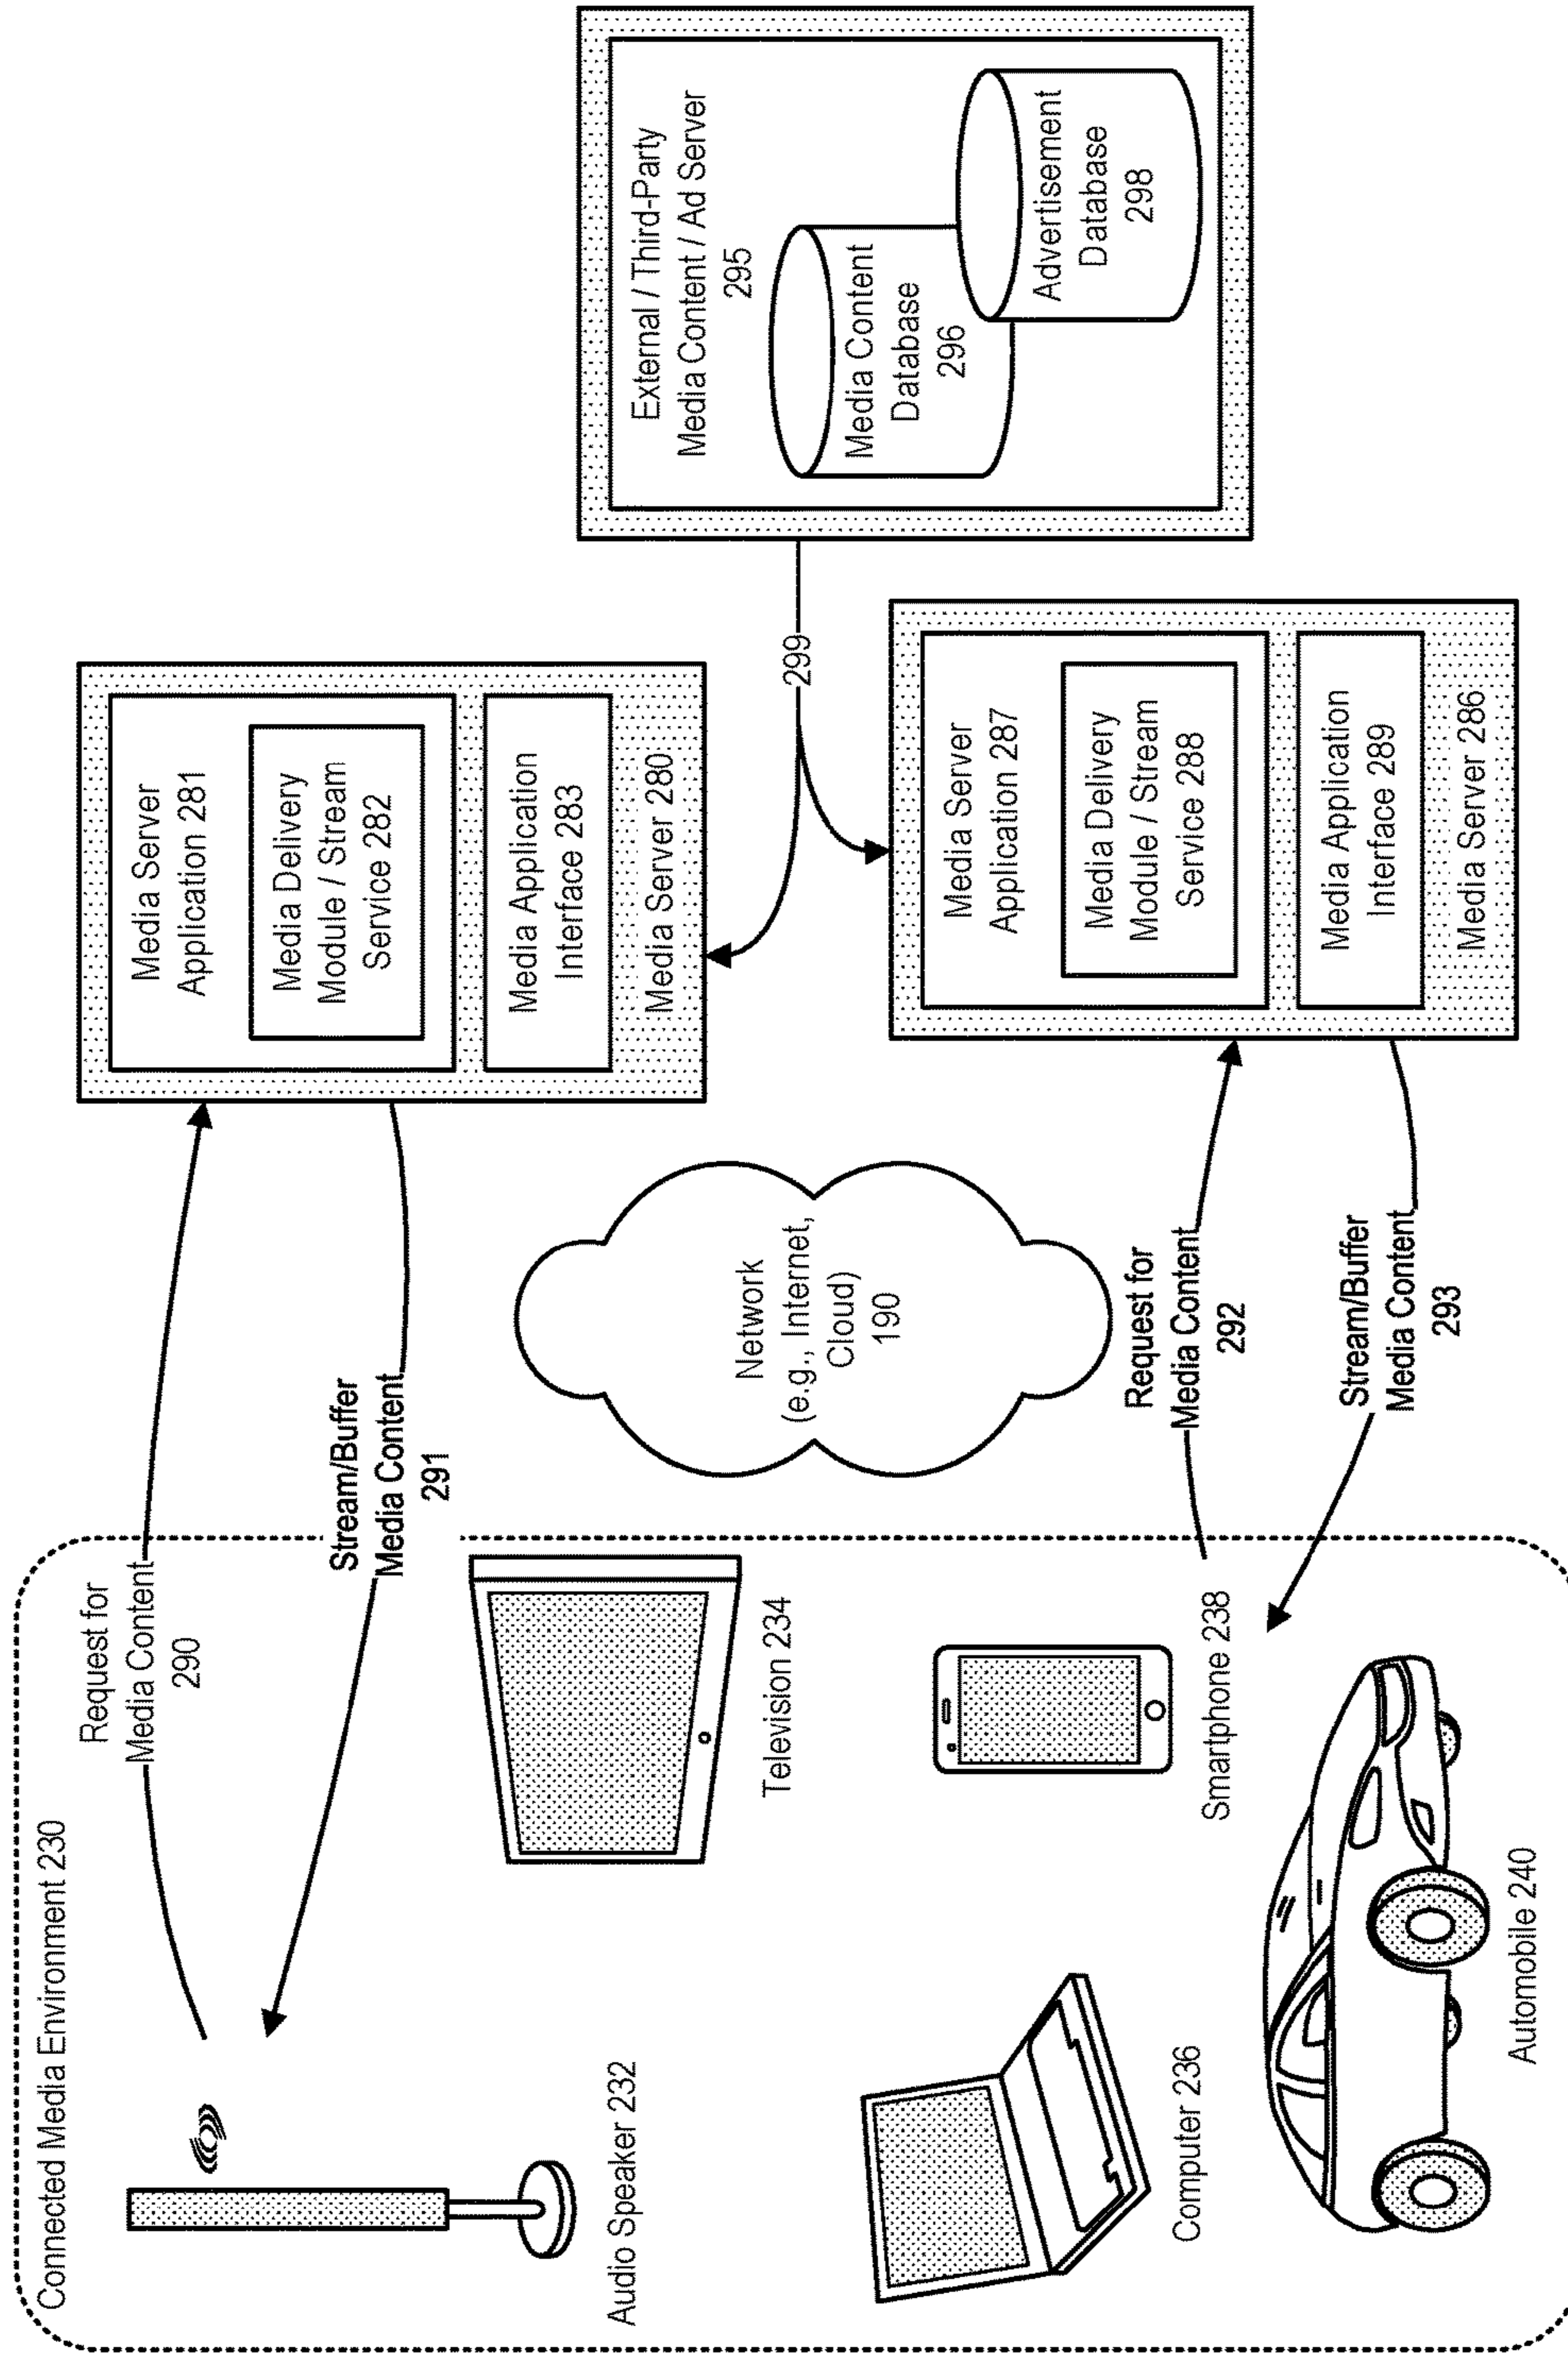 Connected Media Environment 230
Audio Speaker 232
Television 234
Computer 236
Smartphone 238
Automobile 240
Request for
Media Content
290
Stream/Buffer
Media Content
291
Network
(e.g., Internet,
Cloud)
190
Request for
Media Content
292
Stream/Buffer
Media Content
293
Media Server
Application 281
Media Delivery
Module / Stream
Service 282
Media Application
Interface 283
Media Server 280
299
Media Server
Application 287
Media Delivery
Module / Stream
Service 288
Media Application
Interface 289
Media Server 286
External / Third-Party
Media Content / Ad Server
295
Media Content
Database
296
Advertisement
Database
298